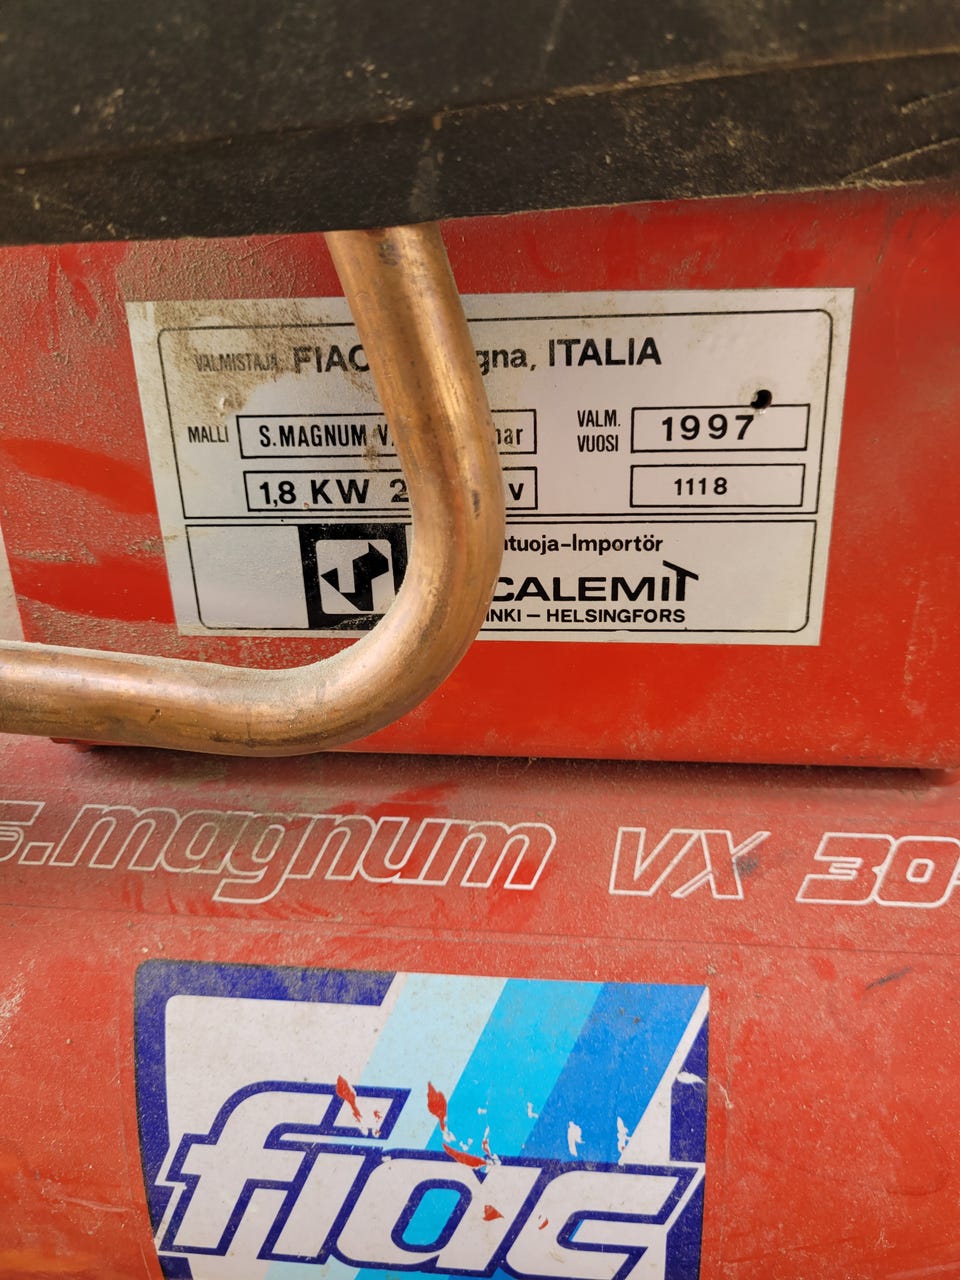 VALMISTAJA FIAC gna, ITALIA
MALLI S.MAGNUM V nar VALM. VUOSI 1997
1,8 KW 2 V 1118
ntuoja-Importör
CALEMIT
INKI – HELSINGFORS
S.magnum VX 30
fiac